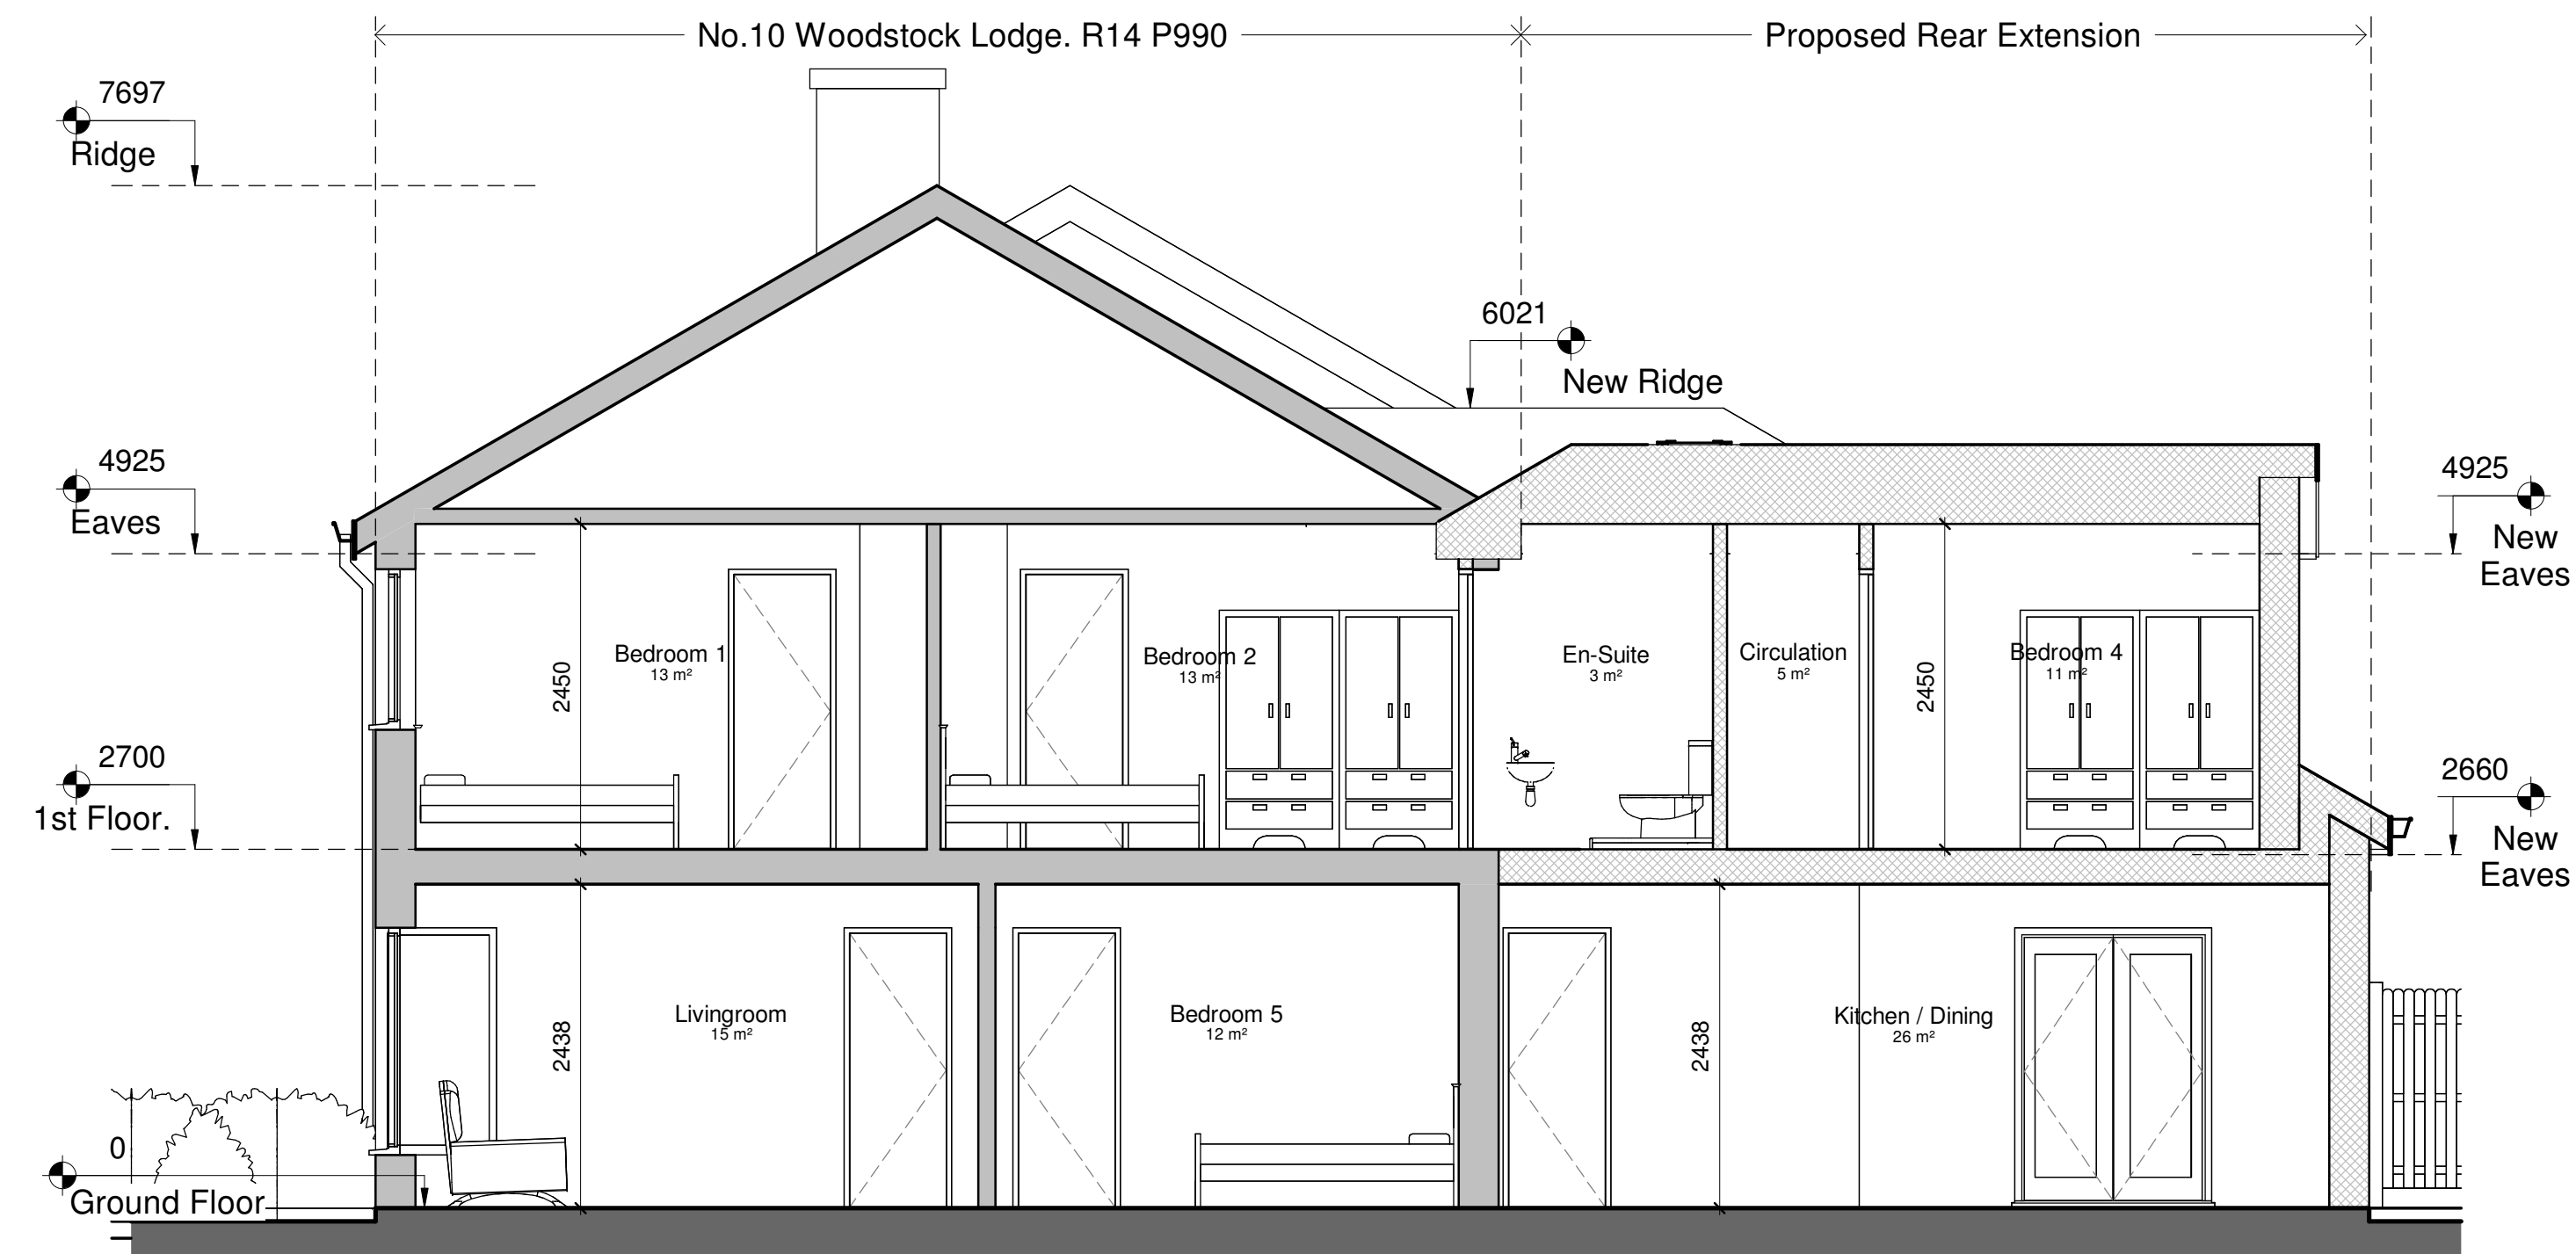 No.10 Woodstock Lodge. R14 P990
Proposed Rear Extension
7697
Ridge
6021
New Ridge
4925
Eaves
4925
New
Eaves
2700
1st Floor.
2660
New
Eaves
2450
Bedroom 1
13 m²
Bedroom 2
13 m²
En-Suite
3 m²
Circulation
5 m²
2450
Bedroom 4
11 m²
2438
Livingroom
15 m²
Bedroom 5
12 m²
2438
Kitchen / Dining
26 m²
0
Ground Floor